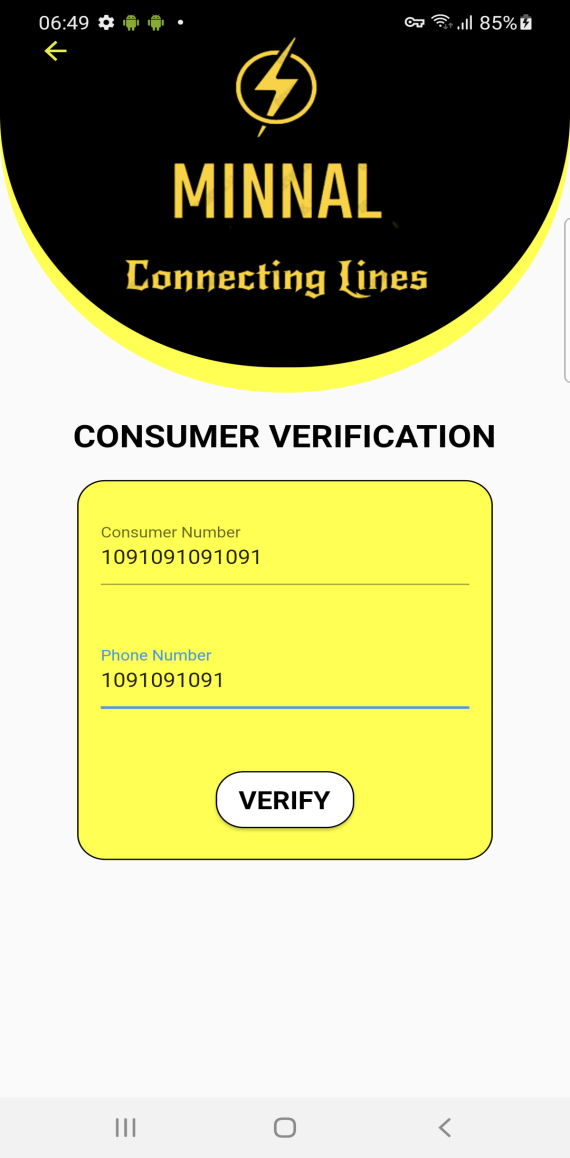 06:49 85%
MINNAL
Connecting Lines
CONSUMER VERIFICATION
Consumer Number
1091091091091
Phone Number
1091091091
VERIFY